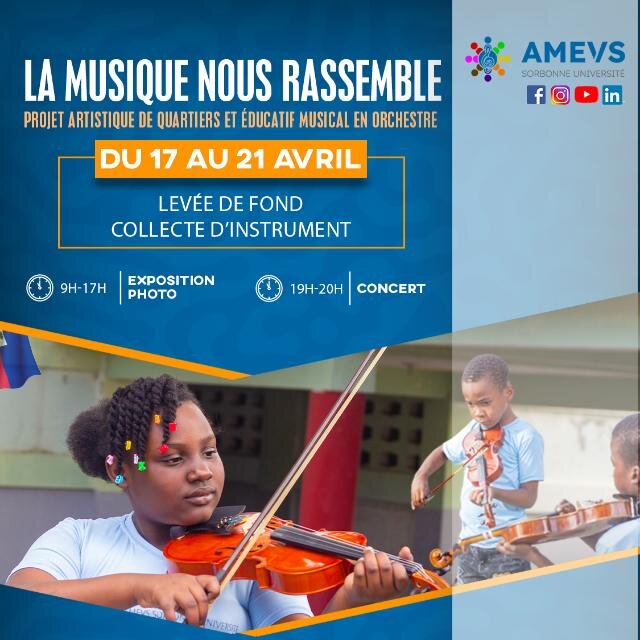 LA MUSIQUE NOUS RASSEMBLE
PROJET ARTISTIQUE DE QUARTIERS ET ÉDUCATIF MUSICAL EN ORCHESTRE
DU 17 AU 21 AVRIL
LEVÉE DE FOND
COLLECTE D'INSTRUMENT
9H-17H
EXPOSITION
PHOTO
19H-20H
CONCERT
AMEVS
SORBONNE UNIVERSITÉ